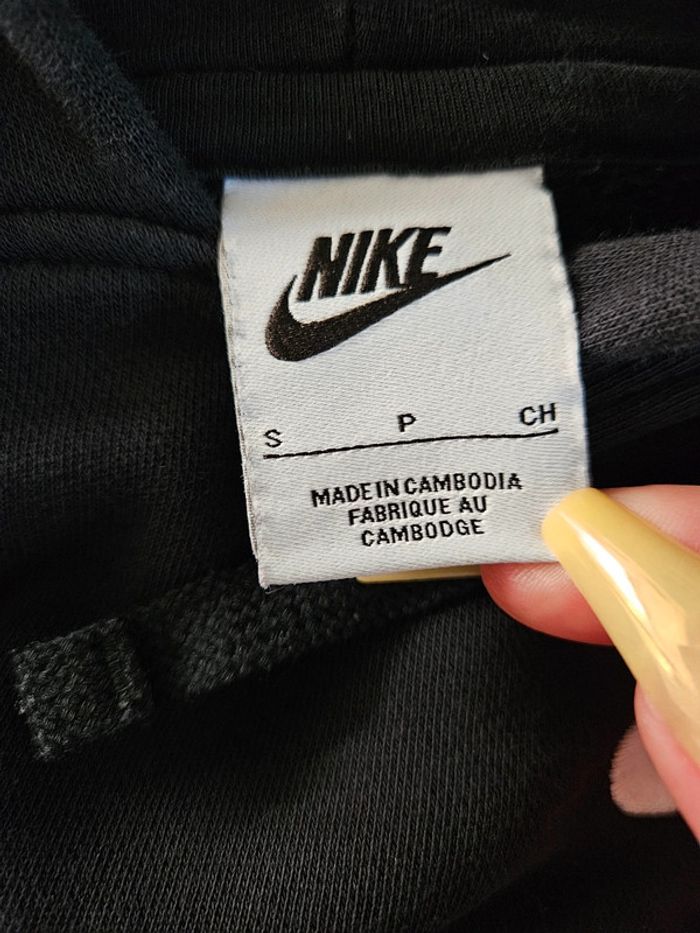 NIKE
S P CH
MADE IN CAMBODIA
FABRIQUE AU
CAMBODGE